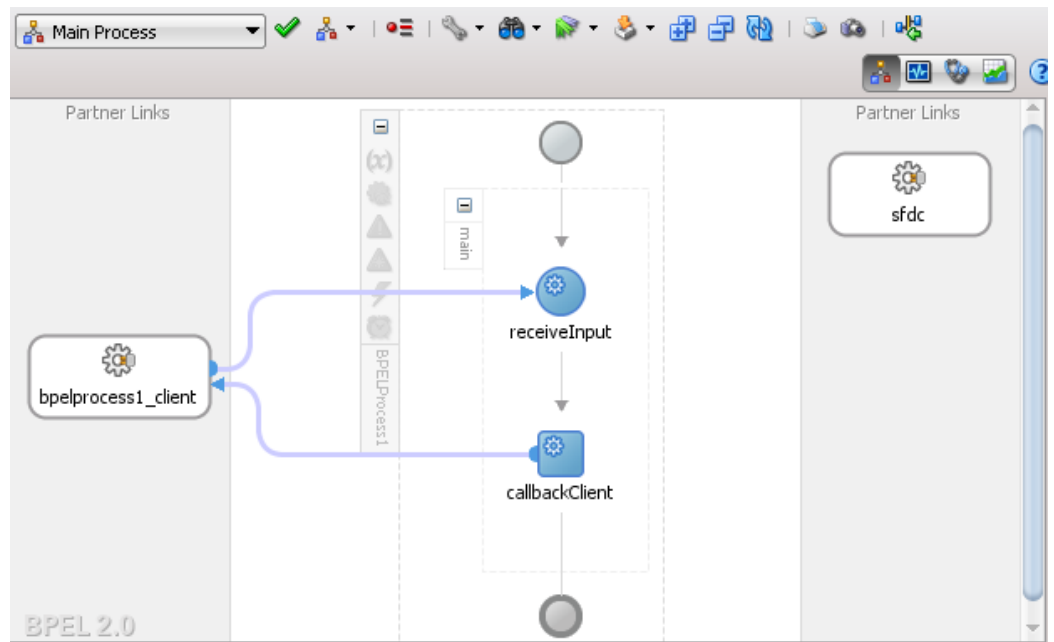 Main Process
Partner Links
Partner Links
sfdc
main
receiveInput
bpelprocess1_client
BPELProcess1
callbackClient
BPEL 2.0
(x)
?